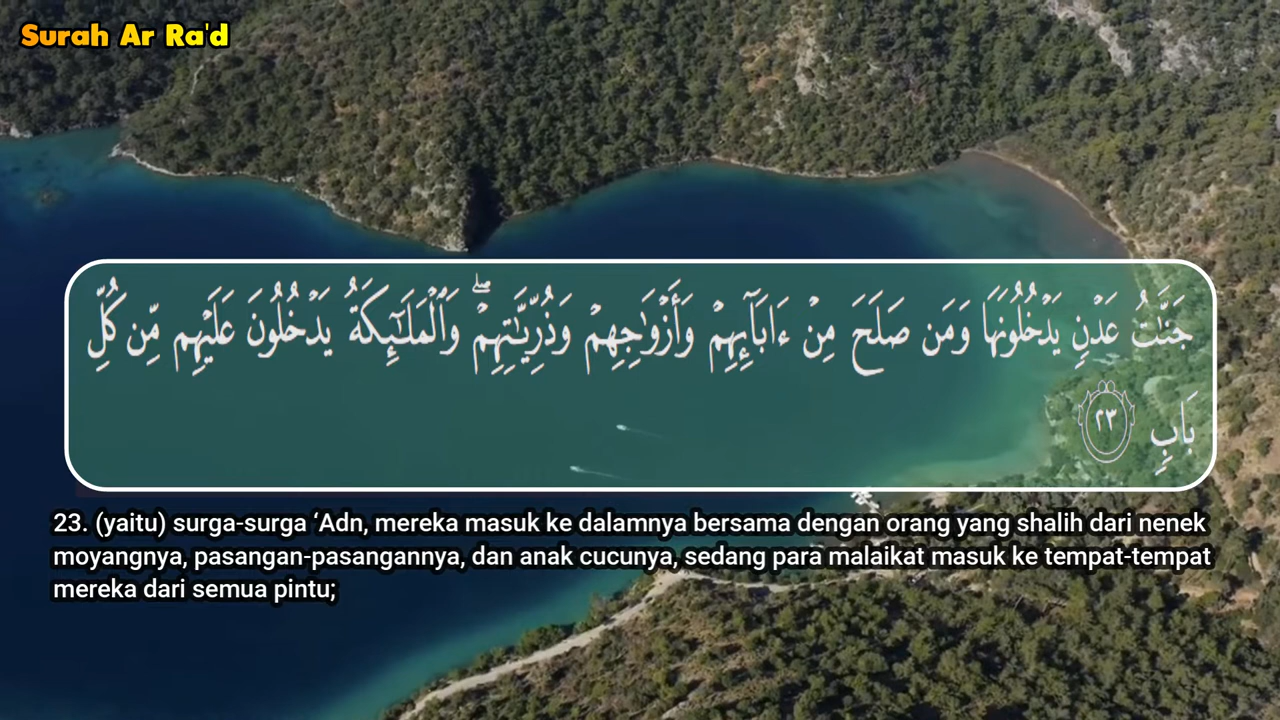 Surah Ar Ra'd
جَنَّٰتُ عَدْنٍ يَدْخُلُونَهَا وَمَن صَلَحَ مِنْ ءَابَآئِهِمْ وَأَزْوَٰجِهِمْ وَذُرِّيَّٰتِهِمْ ۖ وَٱلْمَلَٰٓئِكَةُ يَدْخُلُونَ عَلَيْهِم مِّن كُلِّ
بَابٍ ٢٣
23. (yaitu) surga-surga ‘Adn, mereka masuk ke dalamnya bersama dengan orang yang shalih dari nenek
moyangnya, pasangan-pasangannya, dan anak cucunya, sedang para malaikat masuk ke tempat-tempat
mereka dari semua pintu;